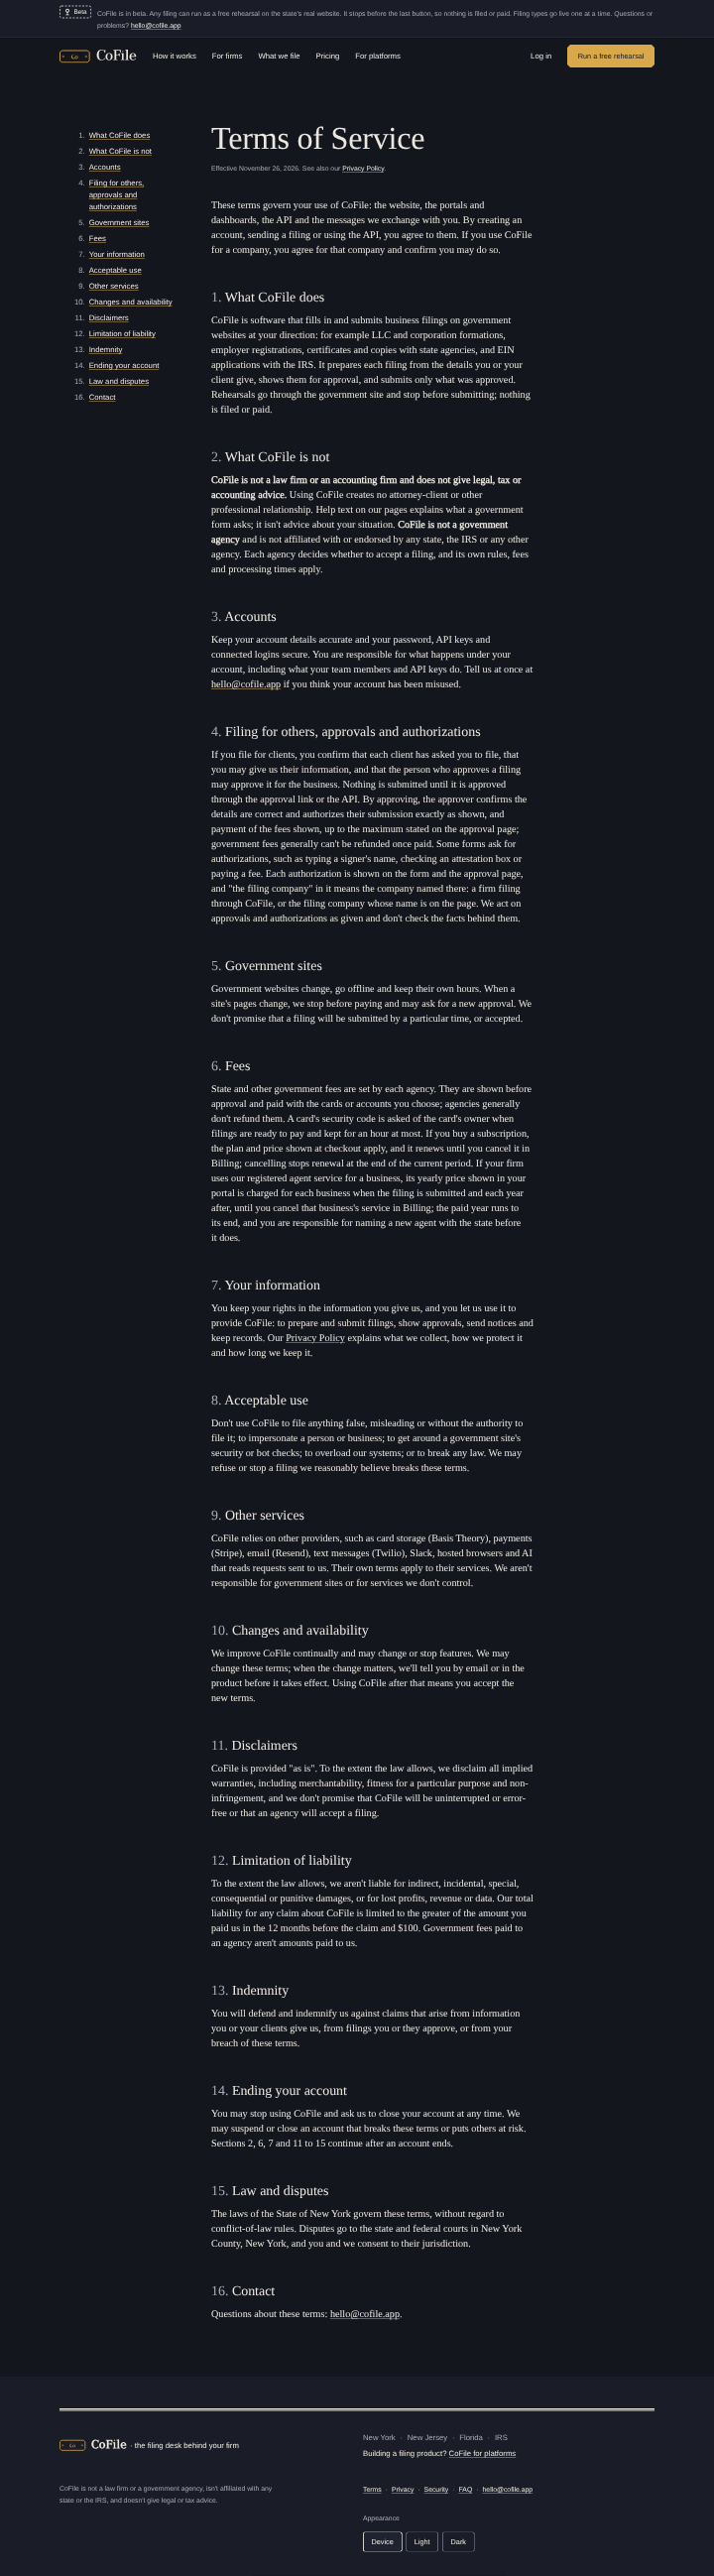 Beta
CoFile is in beta. Any filing can run as a free rehearsal on the state's real website. It stops before the last button, so nothing is filed or paid. Filing types go live one at a time. Questions or
problems? hello@cofile.app
Co CoFile How it works For firms What we file Pricing For platforms Log in Run a free rehearsal
1. What CoFile does
2. What CoFile is not
3. Accounts
4. Filing for others,
approvals and
authorizations
5. Government sites
6. Fees
7. Your information
8. Acceptable use
9. Other services
10. Changes and availability
11. Disclaimers
12. Limitation of liability
13. Indemnity
14. Ending your account
15. Law and disputes
16. Contact
Terms of Service
Effective November 26, 2026. See also our Privacy Policy.
These terms govern your use of CoFile: the website, the portals and
dashboards, the API and the messages we exchange with you. By creating an
account, sending a filing or using the API, you agree to them. If you use CoFile
for a company, you agree for that company and confirm you may do so.
1. What CoFile does
CoFile is software that fills in and submits business filings on government
websites at your direction: for example LLC and corporation formations,
employer registrations, certificates and copies with state agencies, and EIN
applications with the IRS. It prepares each filing from the details you or your
client give, shows them for approval, and submits only what was approved.
Rehearsals go through the government site and stop before submitting; nothing
is filed or paid.
2. What CoFile is not
CoFile is not a law firm or an accounting firm and does not give legal, tax or
accounting advice. Using CoFile creates no attorney-client or other
professional relationship. Help text on our pages explains what a government
form asks; it isn't advice about your situation. CoFile is not a government
agency and is not affiliated with or endorsed by any state, the IRS or any other
agency. Each agency decides whether to accept a filing, and its own rules, fees
and processing times apply.
3. Accounts
Keep your account details accurate and your password, API keys and
connected logins secure. You are responsible for what happens under your
account, including what your team members and API keys do. Tell us at once at
hello@cofile.app if you think your account has been misused.
4. Filing for others, approvals and authorizations
If you file for clients, you confirm that each client has asked you to file, that
you may give us their information, and that the person who approves a filing
may approve it for the business. Nothing is submitted until it is approved
through the approval link or the API. By approving, the approver confirms the
details are correct and authorizes their submission exactly as shown, and
payment of the fees shown, up to the maximum stated on the approval page;
government fees generally can't be refunded once paid. Some forms ask for
authorizations, such as typing a signer's name, checking an attestation box or
paying a fee. Each authorization is shown on the form and the approval page,
and "the filing company" in it means the company named there: a firm filing
through CoFile, or the filing company whose name is on the page. We act on
approvals and authorizations as given and don't check the facts behind them.
5. Government sites
Government websites change, go offline and keep their own hours. When a
site's pages change, we stop before paying and may ask for a new approval. We
don't promise that a filing will be submitted by a particular time, or accepted.
6. Fees
State and other government fees are set by each agency. They are shown before
approval and paid with the cards or accounts you choose; agencies generally
don't refund them. A card's security code is asked of the card's owner when
filings are ready to pay and kept for an hour at most. If you buy a subscription,
the plan and price shown at checkout apply, and it renews until you cancel it in
Billing; cancelling stops renewal at the end of the current period. If your firm
uses our registered agent service for a business, its yearly price shown in your
portal is charged for each business when the filing is submitted and each year
after, until you cancel that business's service in Billing; the paid year runs to
its end, and you are responsible for naming a new agent with the state before
it does.
7. Your information
You keep your rights in the information you give us, and you let us use it to
provide CoFile: to prepare and submit filings, show approvals, send notices and
keep records. Our Privacy Policy explains what we collect, how we protect it
and how long we keep it.
8. Acceptable use
Don't use CoFile to file anything false, misleading or without the authority to
file it; to impersonate a person or business; to get around a government site's
security or bot checks; to overload our systems; or to break any law. We may
refuse or stop a filing we reasonably believe breaks these terms.
9. Other services
CoFile relies on other providers, such as card storage (Basis Theory), payments
(Stripe), email (Resend), text messages (Twilio), Slack, hosted browsers and AI
that reads requests sent to us. Their own terms apply to their services. We aren't
responsible for government sites or for services we don't control.
10. Changes and availability
We improve CoFile continually and may change or stop features. We may
change these terms; when the change matters, we'll tell you by email or in the
product before it takes effect. Using CoFile after that means you accept the
new terms.
11. Disclaimers
CoFile is provided "as is". To the extent the law allows, we disclaim all implied
warranties, including merchantability, fitness for a particular purpose and non-
infringement, and we don't promise that CoFile will be uninterrupted or error-
free or that an agency will accept a filing.
12. Limitation of liability
To the extent the law allows, we aren't liable for indirect, incidental, special,
consequential or punitive damages, or for lost profits, revenue or data. Our total
liability for any claim about CoFile is limited to the greater of the amount you
paid us in the 12 months before the claim and $100. Government fees paid to
an agency aren't amounts paid to us.
13. Indemnity
You will defend and indemnify us against claims that arise from information
you or your clients give us, from filings you or they approve, or from your
breach of these terms.
14. Ending your account
You may stop using CoFile and ask us to close your account at any time. We
may suspend or close an account that breaks these terms or puts others at risk.
Sections 2, 6, 7 and 11 to 15 continue after an account ends.
15. Law and disputes
The laws of the State of New York govern these terms, without regard to
conflict-of-law rules. Disputes go to the state and federal courts in New York
County, New York, and you and we consent to their jurisdiction.
16. Contact
Questions about these terms: hello@cofile.app.
Co CoFile · the filing desk behind your firm
CoFile is not a law firm or a government agency, isn't affiliated with any
state or the IRS, and doesn't give legal or tax advice.
New York · New Jersey · Florida · IRS
Building a filing product? CoFile for platforms
Terms · Privacy · Security · FAQ · hello@cofile.app
Appearance
Device Light Dark